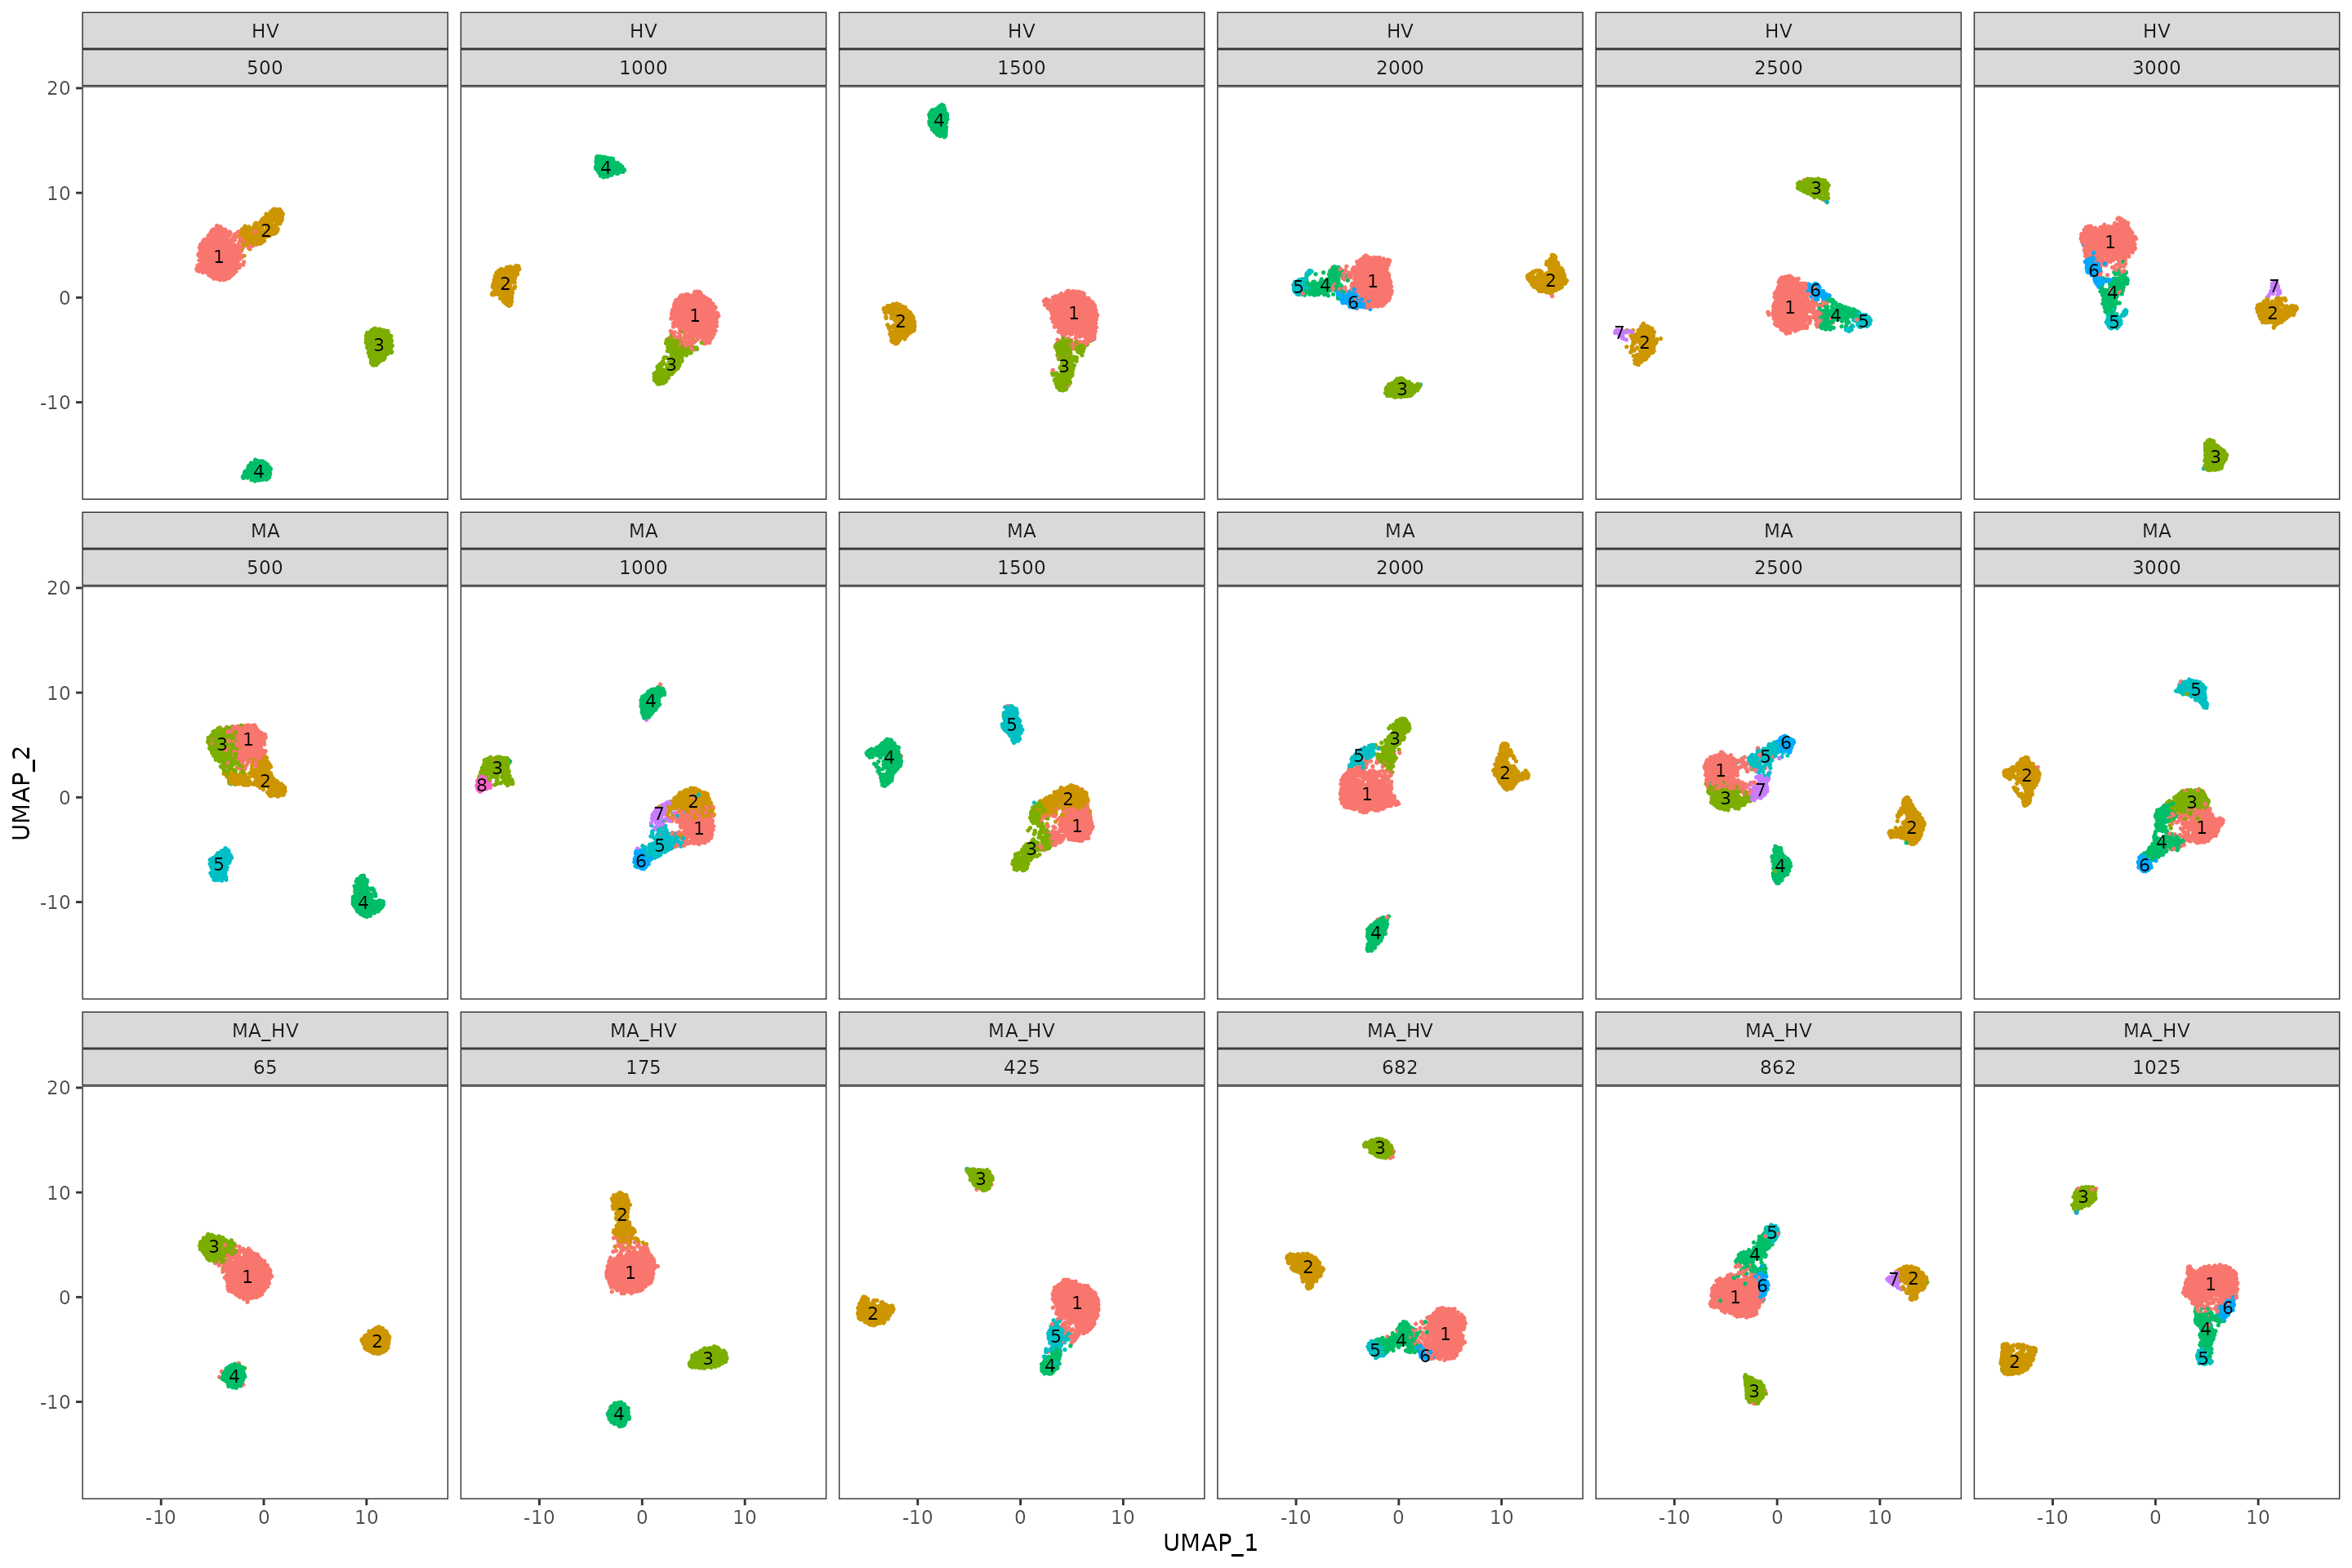 HV HV HV HV HV HV
500 1000 1500 2000 2500 3000
20
10
0
-10
1 2 3 4
4 2 1 3
4 2 1 3
5 4 1 6 2 3
3 1 6 4 5 7 2
1 6 4 5 7 2 3
MA MA MA MA MA MA
500 1000 1500 2000 2500 3000
20
10
0
-10
3 1 2 5 4
4 3 8 7 2 1 5 6
5 4 2 1 3
3 5 1 2 4
1 5 6 3 7 2 4
5 2 3 1 4 6
MA_HV MA_HV MA_HV MA_HV MA_HV MA_HV
65 175 425 682 862 1025
20
10
0
-10
3 1 2 4
2 1 3 4
3 2 1 5 4
3 2 1 4 5 6
5 4 6 1 7 2 3
3 1 6 4 5 2
-10 0 10 -10 0 10 -10 0 10 -10 0 10 -10 0 10 -10 0 10
UMAP_1
UMAP_2